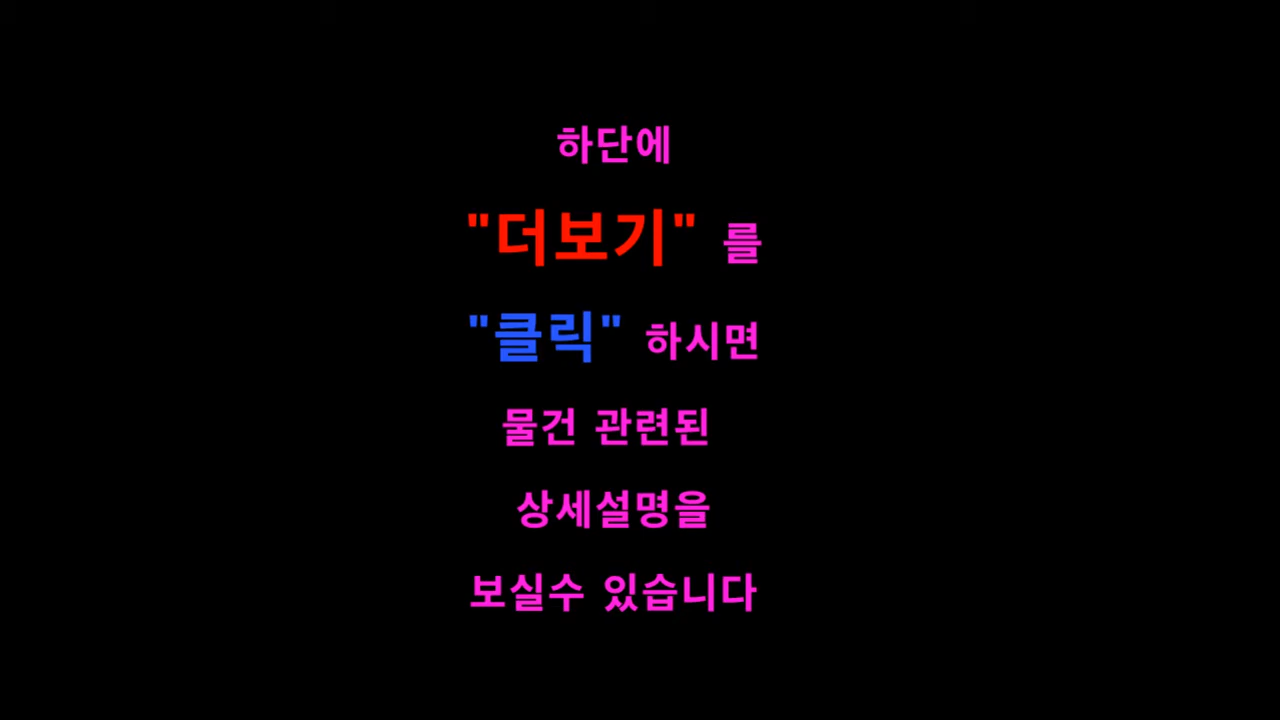 하단에
"더보기" 를
"클릭" 하시면
물건 관련된
상세설명을
보실수 있습니다